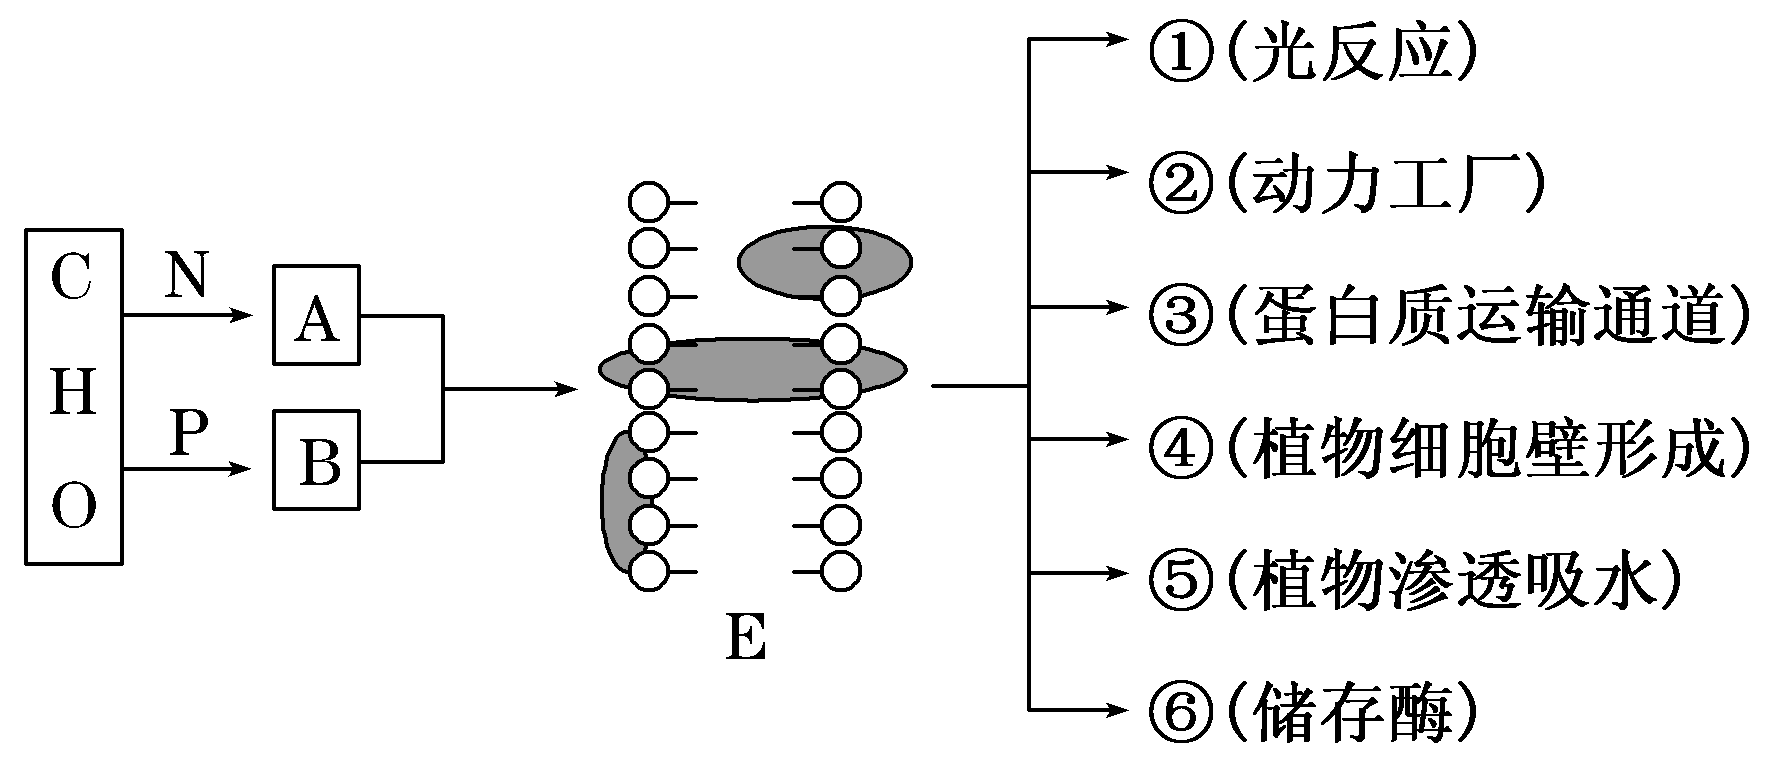 C
H
O
N
P
A
B
E
①(光反应)
②(动力工厂)
③(蛋白质运输通道)
④(植物细胞壁形成)
⑤(植物渗透吸水)
⑥(储存酶)